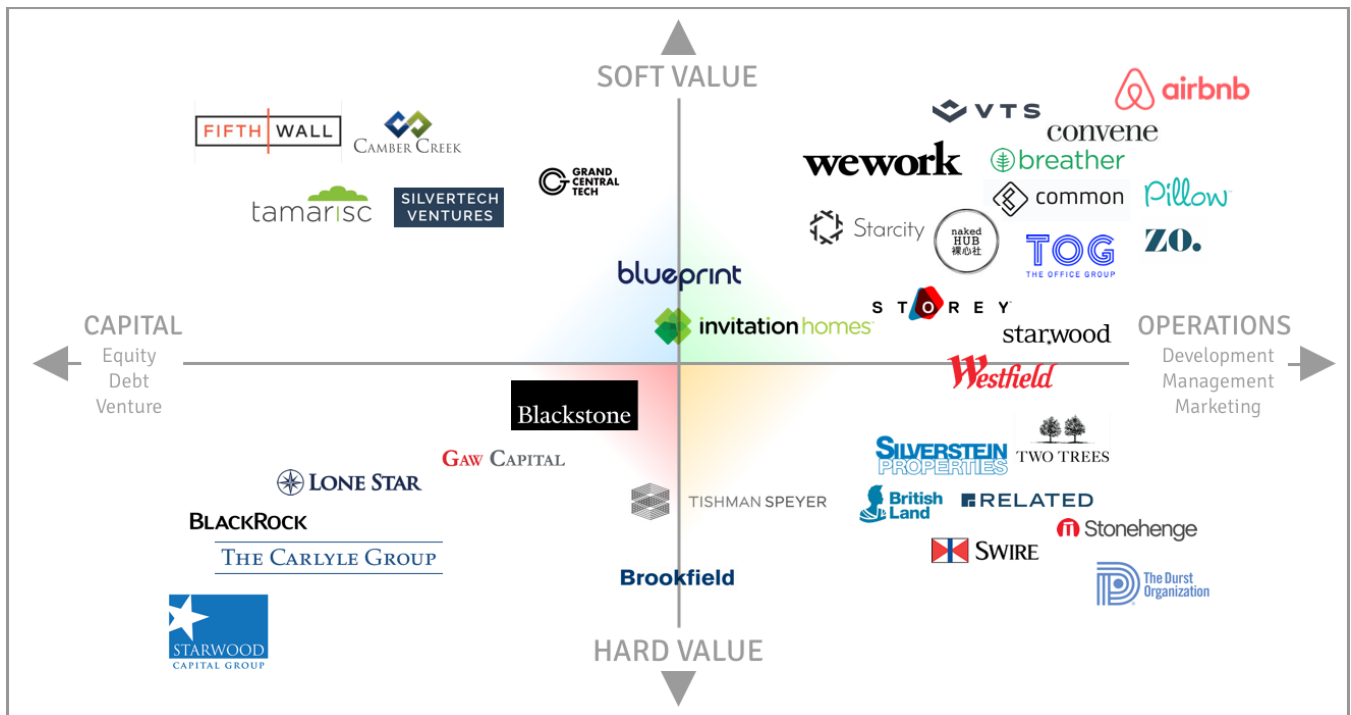 SOFT VALUE
airbnb
VTS
FIFTH WALL
CAMBER CREEK
convene
wework
breather
GRAND
CENTRAL
TECH
common
Pillow
tamarisc
SILVERTECH
VENTURES
Starcity
naked
HUB
裸心社
TOG
THE OFFICE GROUP
zo.
blueprint
STOREY
invitation homes
starwood
CAPITAL
Equity
Debt
Venture
OPERATIONS
Development
Management
Marketing
Westfield
Blackstone
SILVERSTEIN
PROPERTIES
TWO TREES
GAW CAPITAL
LONE STAR
TISHMAN SPEYER
British
Land
RELATED
BLACKROCK
Stonehenge
THE CARLYLE GROUP
SWIRE
Brookfield
The Durst
Organization
STARWOOD
CAPITAL GROUP
HARD VALUE